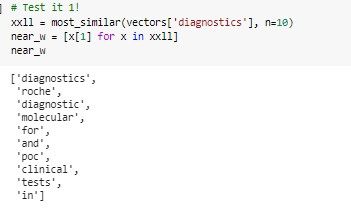 # Test it 1!
xxll = most_similar(vectors['diagnostics'], n=10)
near_w = [x[1] for x in xxll]
near_w
['diagnostics',
'roche',
'diagnostic',
'molecular',
'for',
'and',
'poc',
'clinical',
'tests',
'in']